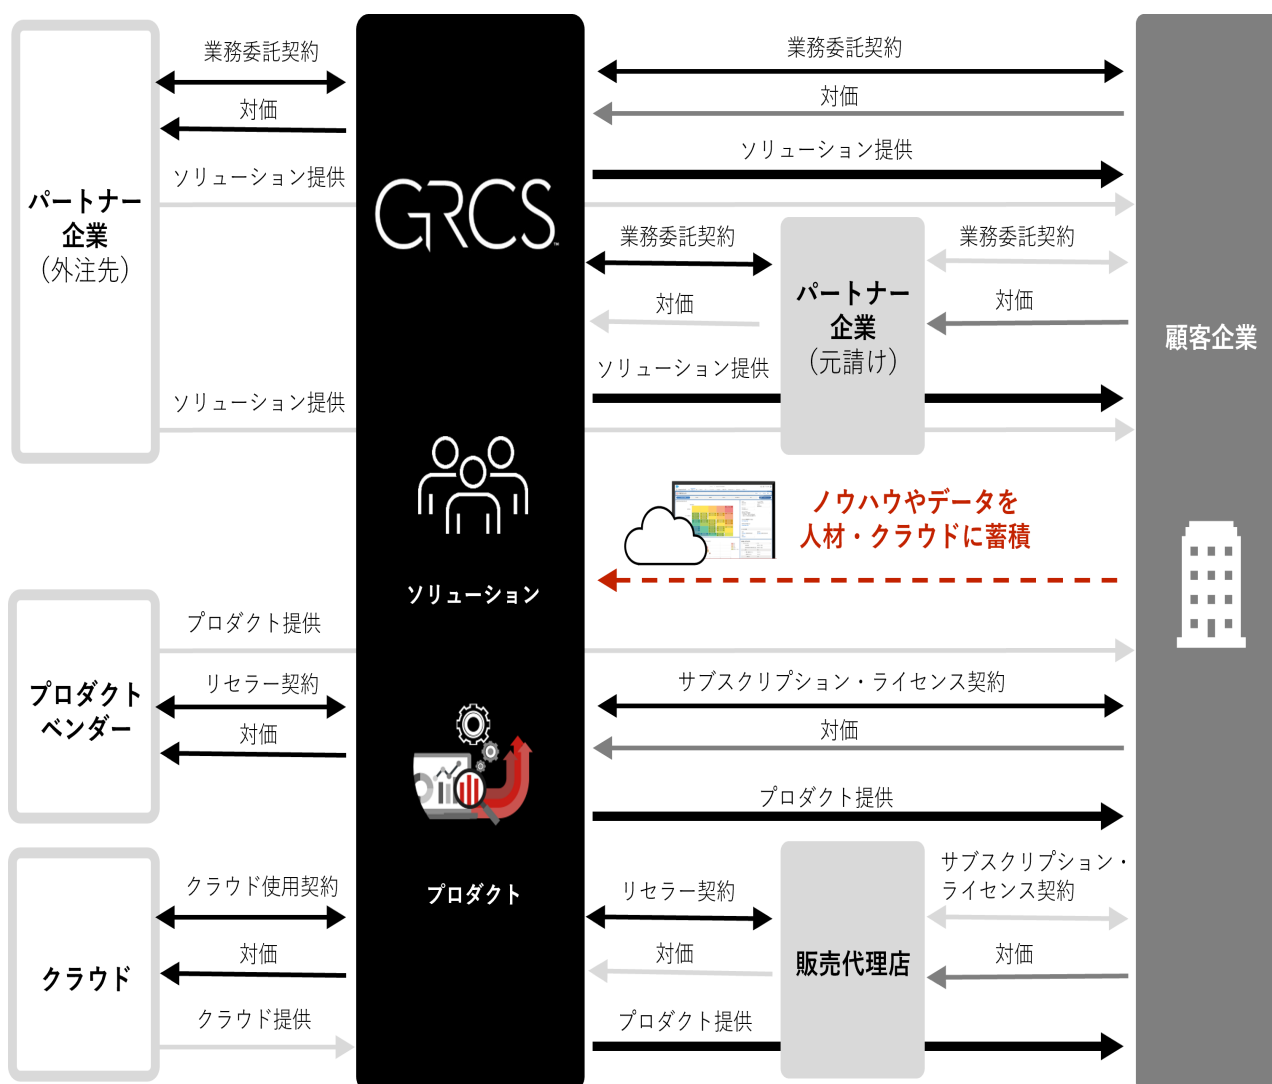 業務委託契約
対価
ソリューション提供
パートナー
企業
（外注先）
ソリューション提供
GRCS
ソリューション
プロダクト
業務委託契約
対価
ソリューション提供
業務委託契約
対価
ソリューション提供
パートナー
企業
（元請け）
業務委託契約
対価
顧客企業
ノウハウやデータを
人材・クラウドに蓄積
プロダクト提供
プロダクト
ベンダー
リセラー契約
対価
サブスクリプション・ライセンス契約
対価
プロダクト提供
クラウド
クラウド使用契約
対価
クラウド提供
リセラー契約
対価
プロダクト提供
販売代理店
サブスクリプション・
ライセンス契約
対価